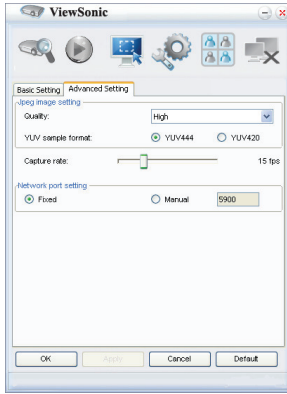 ViewSonic
Basic Setting Advanced Setting
Jpeg image setting
Quality: High
YUV sample format: YUV444 YUV420
Capture rate: 15 fps
Network port setting
Fixed Manual 5900
OK Apply Cancel Default